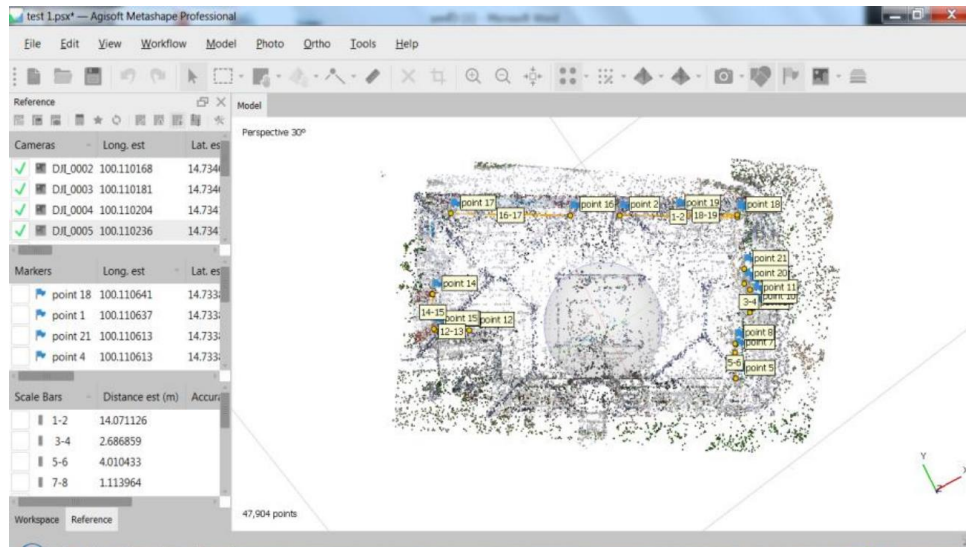 test 1.psx* — Agisoft Metashape Professional
File Edit View Workflow Model Photo Ortho Tools Help
Reference
Model
Perspective 30°
Cameras Long. est Lat. es
DJI_0002 100.110168 14.734
DJI_0003 100.110181 14.734
DJI_0004 100.110204 14.734
DJI_0005 100.110236 14.734
Markers Long. est Lat. es
point 18 100.110641 14.733
point 1 100.110637 14.733
point 21 100.110613 14.733
point 4 100.110613 14.733
Scale Bars Distance est (m) Accura
1-2 14.071126
3-4 2.686859
5-6 4.010433
7-8 1.113964
Workspace Reference
point 17
16-17
point 16
point 2
point 19
1-2
18-19
point 18
point 21
point 20
point 11
point 10
3-4
point 14
14-15
point 15
point 12
12-13
point 8
point 7
5-6
point 5
47,904 points
Y
X
Z